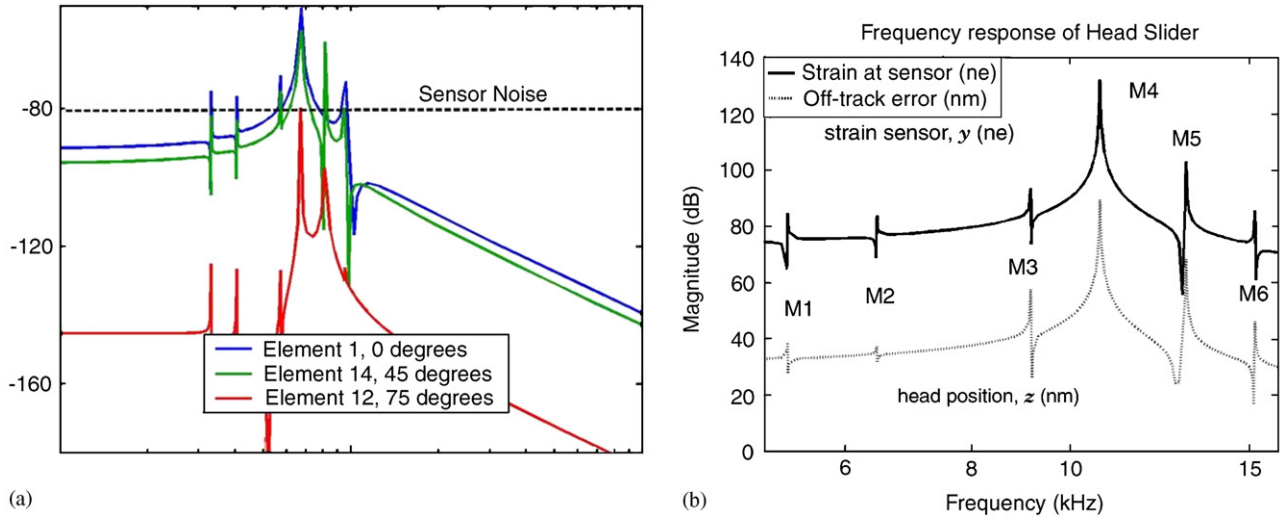 -80
-120
-160
Sensor Noise
Element 1, 0 degrees
Element 14, 45 degrees
Element 12, 75 degrees
(a)
Frequency response of Head Slider
140
120
100
80
60
40
20
0
Magnitude (dB)
Strain at sensor (ne)
Off-track error (nm)
strain sensor, y (ne)
M4
M5
M3
M1
M2
M6
head position, z (nm)
6
8
10
15
Frequency (kHz)
(b)